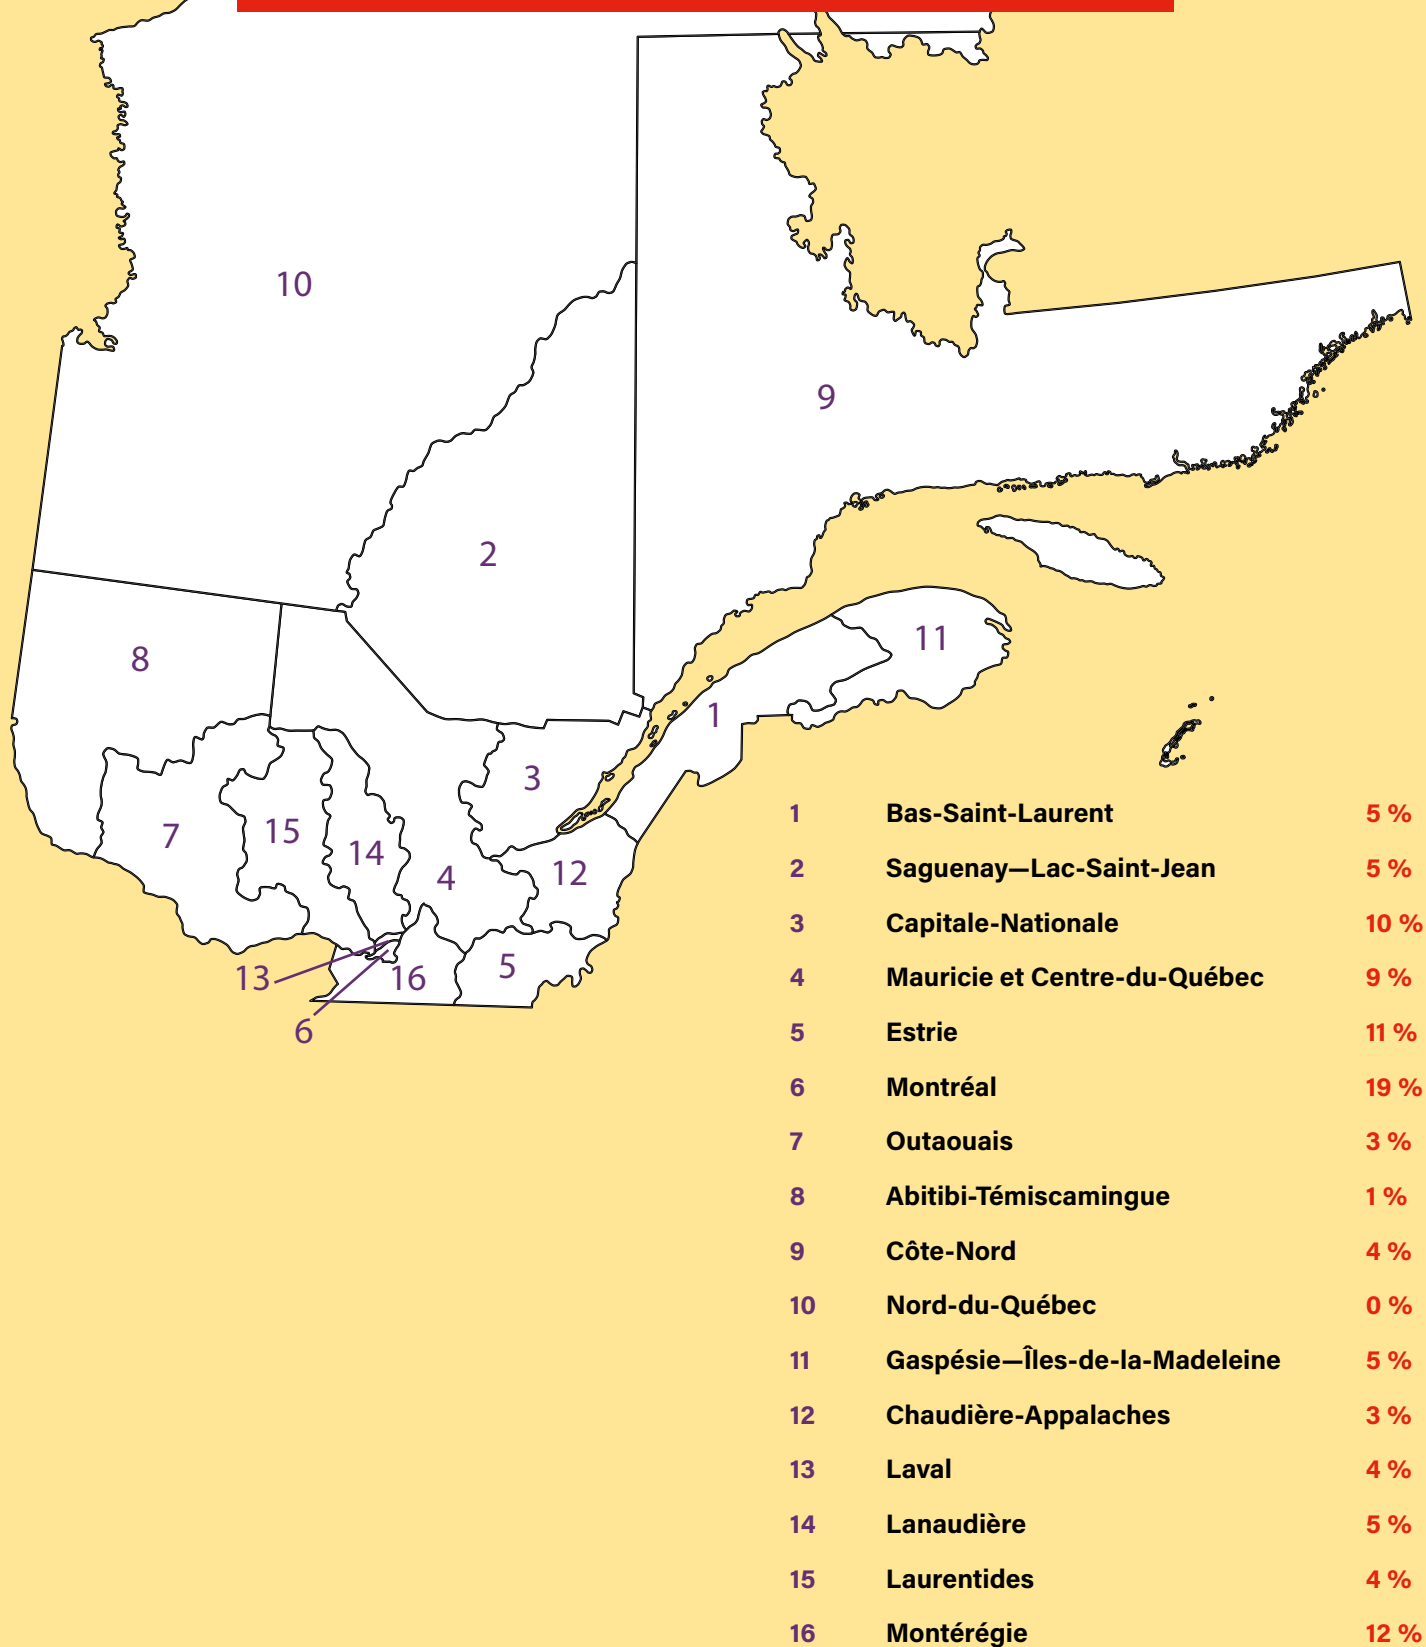 10
9
2
11
8
1
3
15
7
14
12
4
5
13
16
6
1 Bas-Saint-Laurent 5 %
2 Saguenay—Lac-Saint-Jean 5 %
3 Capitale-Nationale 10 %
4 Mauricie et Centre-du-Québec 9 %
5 Estrie 11 %
6 Montréal 19 %
7 Outaouais 3 %
8 Abitibi-Témiscamingue 1 %
9 Côte-Nord 4 %
10 Nord-du-Québec 0 %
11 Gaspésie—Îles-de-la-Madeleine 5 %
12 Chaudière-Appalaches 3 %
13 Laval 4 %
14 Lanaudière 5 %
15 Laurentides 4 %
16 Montérégie 12 %